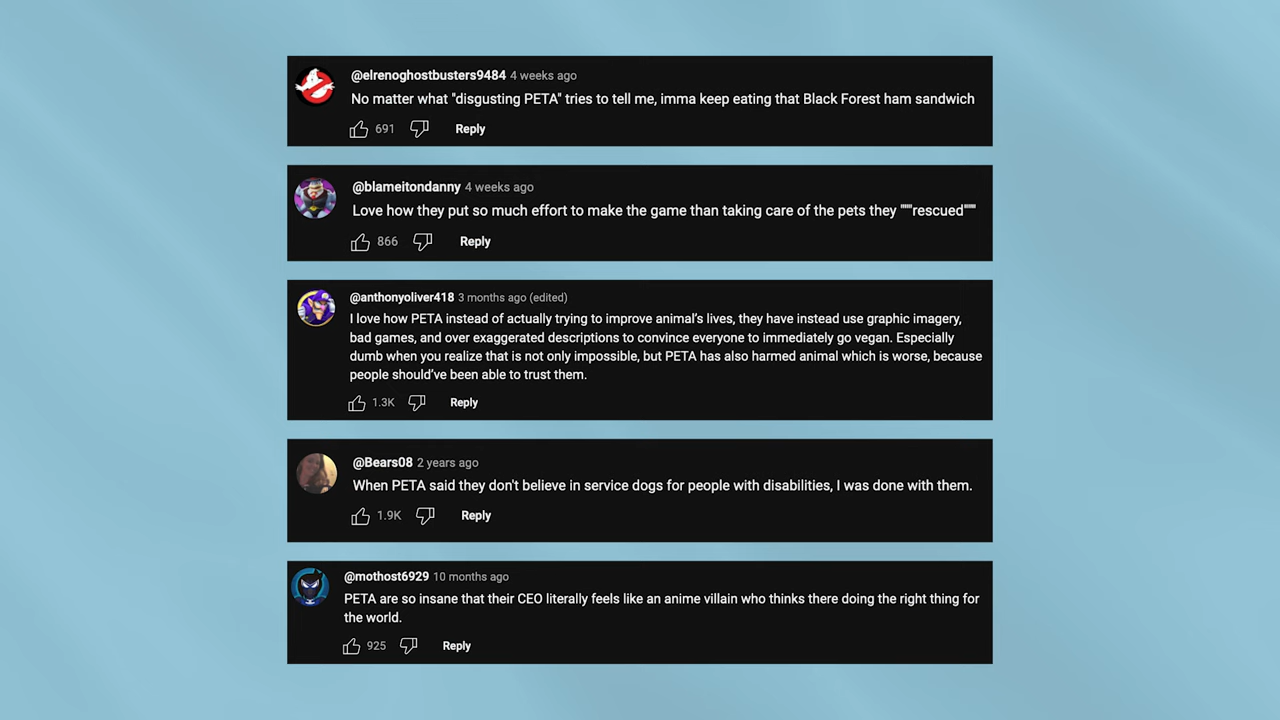 @elrenoghostbusters9484 4 weeks ago
No matter what "disgusting PETA" tries to tell me, imma keep eating that Black Forest ham sandwich
691 Reply
@blameitondanny 4 weeks ago
Love how they put so much effort to make the game than taking care of the pets they """rescued"""
866 Reply
@anthonyoliver418 3 months ago (edited)
I love how PETA instead of actually trying to improve animal's lives, they have instead use graphic imagery,
bad games, and over exaggerated descriptions to convince everyone to immediately go vegan. Especially
dumb when you realize that is not only impossible, but PETA has also harmed animal which is worse, because
people should've been able to trust them.
1.3K Reply
@Bears08 2 years ago
When PETA said they don't believe in service dogs for people with disabilities, I was done with them.
1.9K Reply
@mothost6929 10 months ago
PETA are so insane that their CEO literally feels like an anime villain who thinks there doing the right thing for
the world.
925 Reply